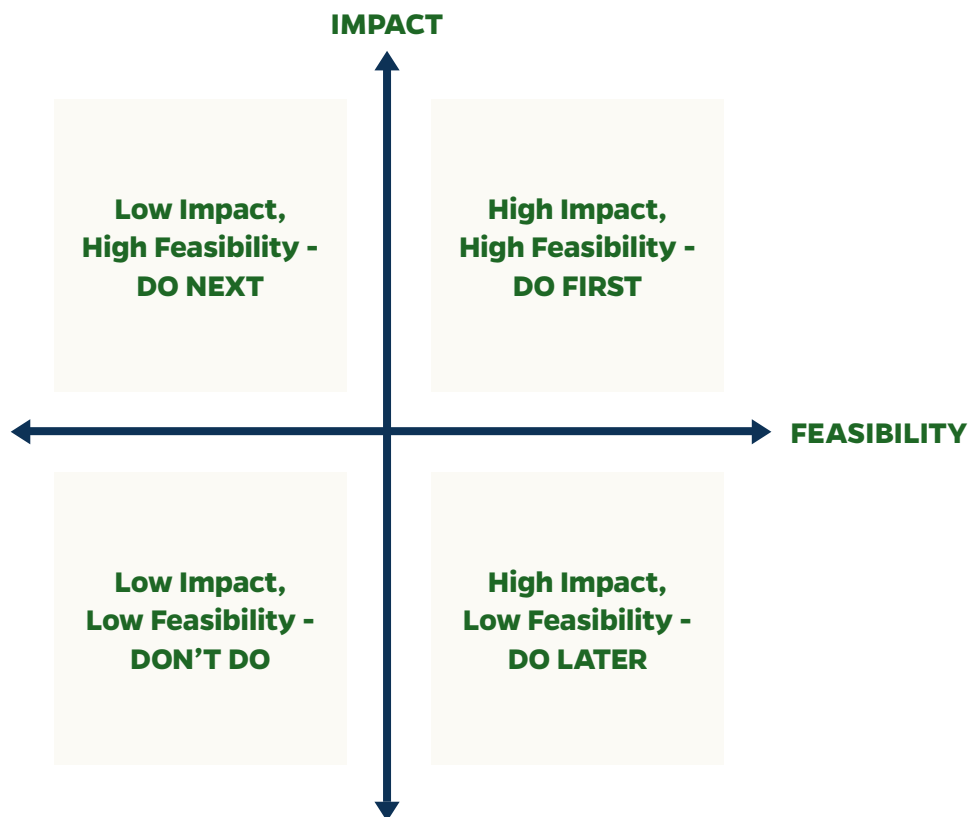 IMPACT
Low Impact,
High Feasibility -
DO NEXT
High Impact,
High Feasibility -
DO FIRST
FEASIBILITY
Low Impact,
Low Feasibility -
DON’T DO
High Impact,
Low Feasibility -
DO LATER